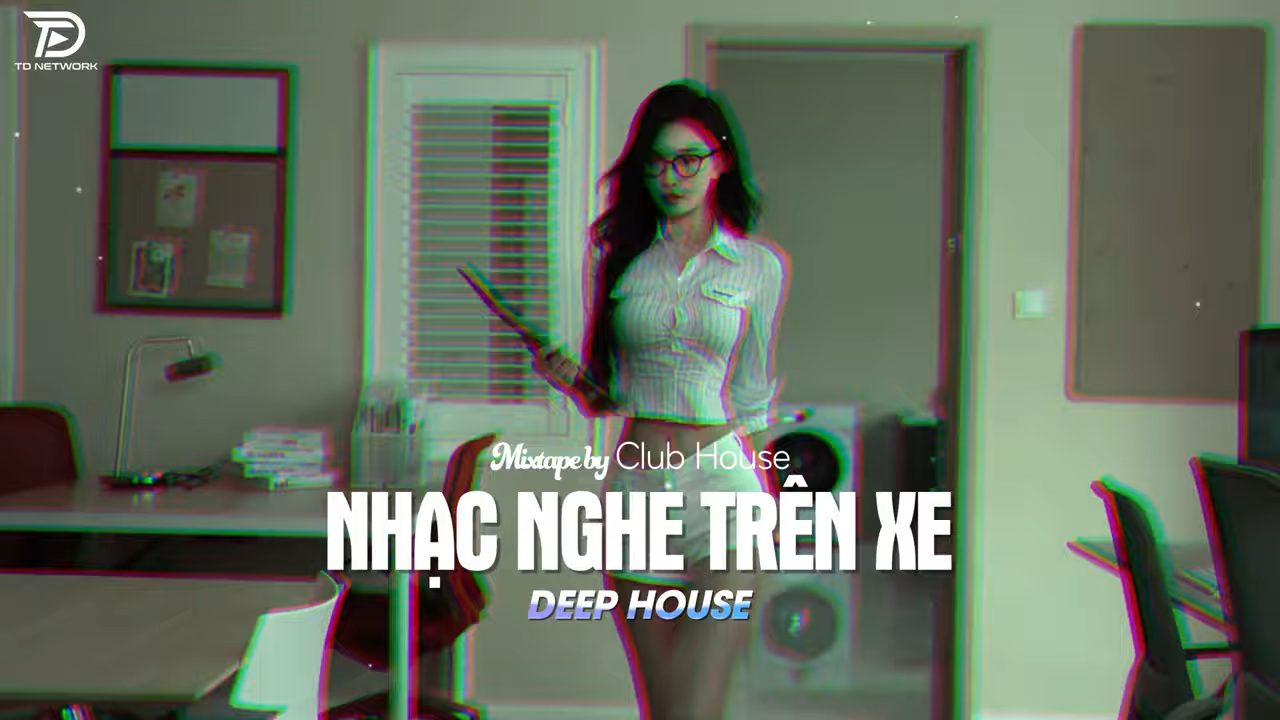 TD NETWORK
Mixtape by Club House
NHẠC NGHE TRÊN XE
DEEP HOUSE